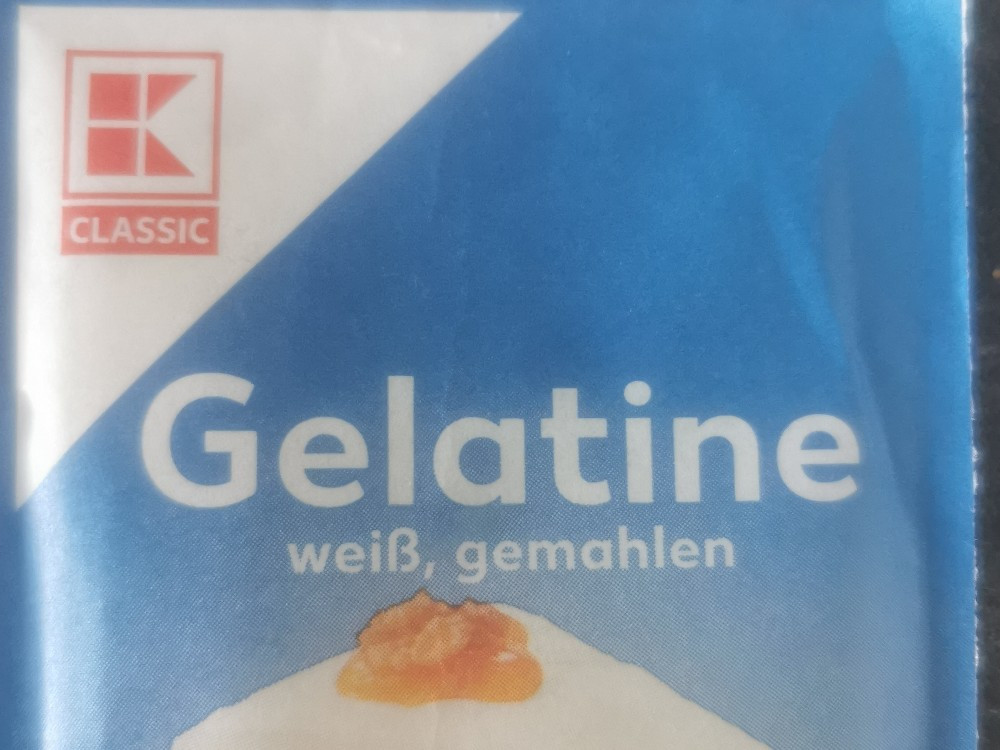 K
CLASSIC
Gelatine
weiß, gemahlen